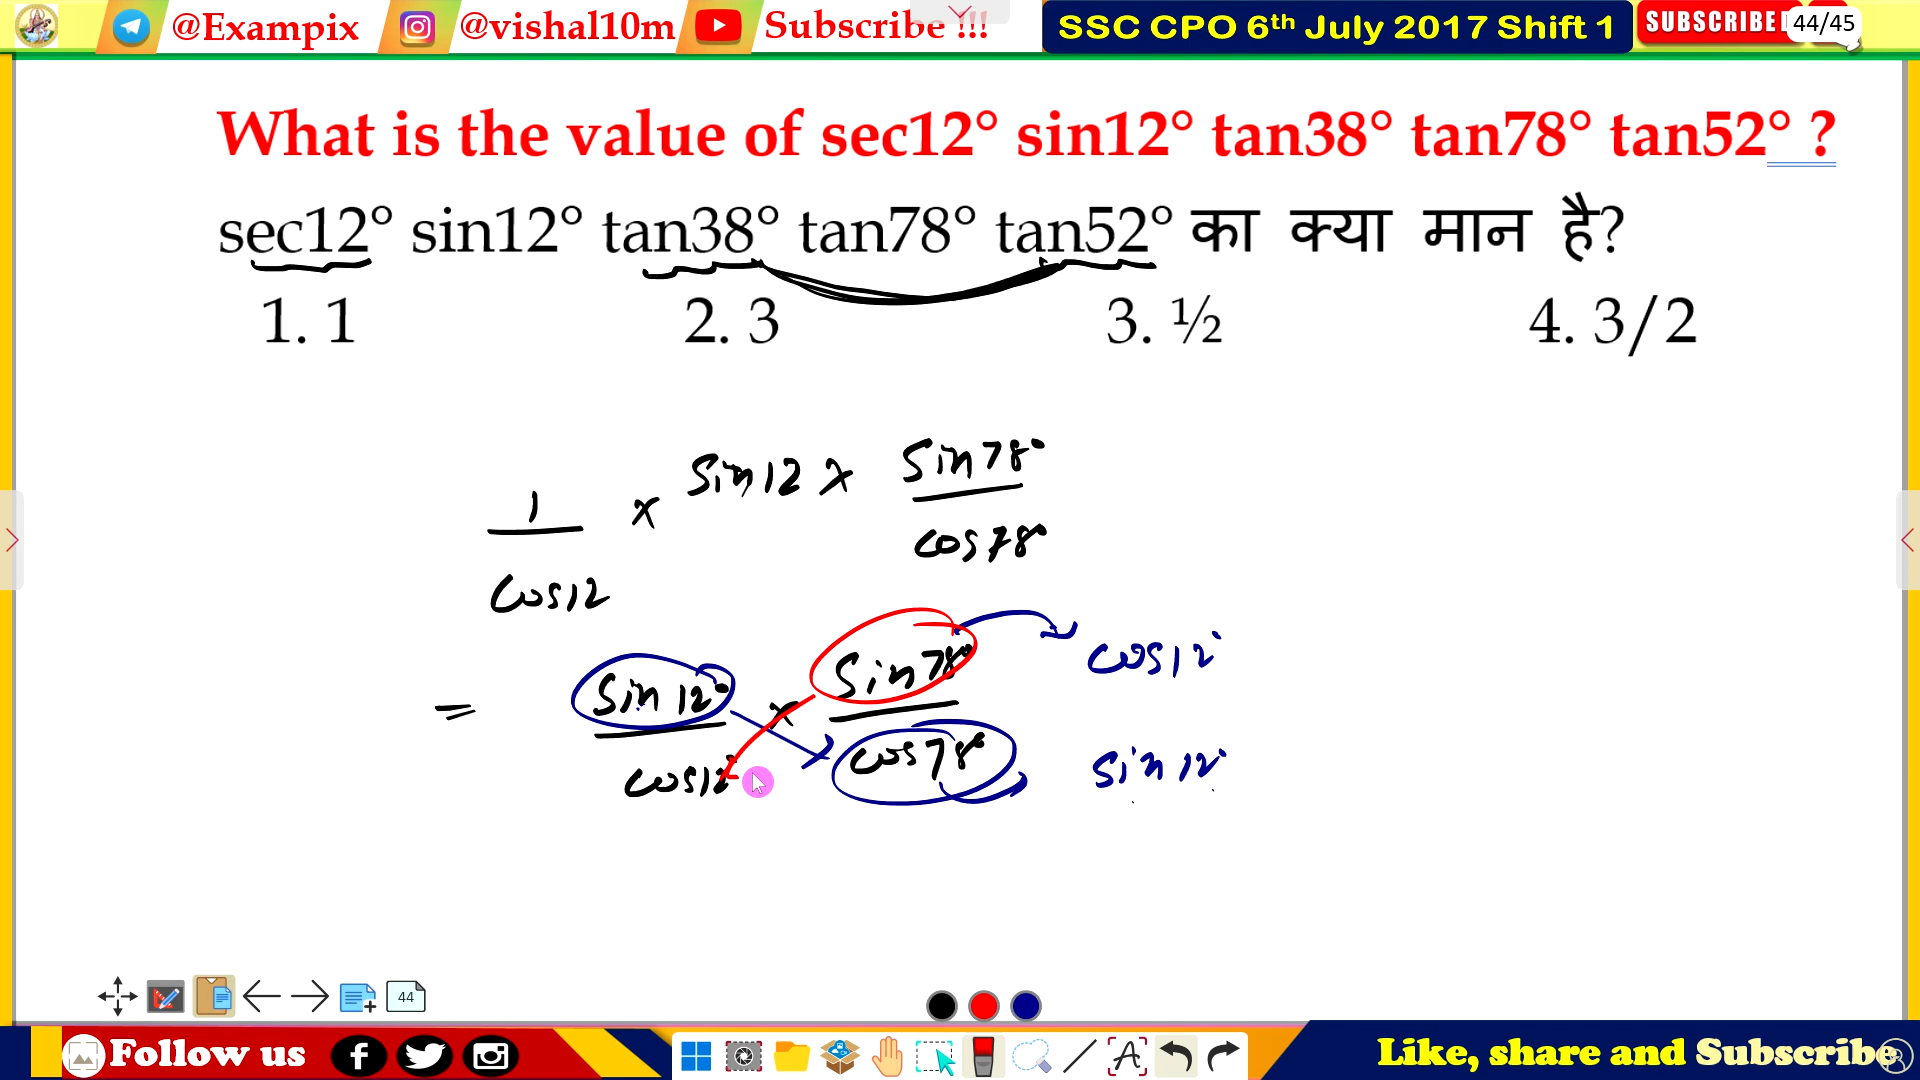 @Exampix @vishal10m Subscribe !!! SSC CPO 6th July 2017 Shift 1 SUBSCRIBE 44/45
What is the value of sec12° sin12° tan38° tan78° tan52° ?
sec12° sin12° tan38° tan78° tan52° का क्या मान है?
1. 1 2. 3 3. ½ 4. 3/2
1/cos12 × sin12 × sin78°/cos78°
= sin12°/cos12° × sin78°/cos78° cos12°
sin12°
44
Follow us Like, share and Subscribe